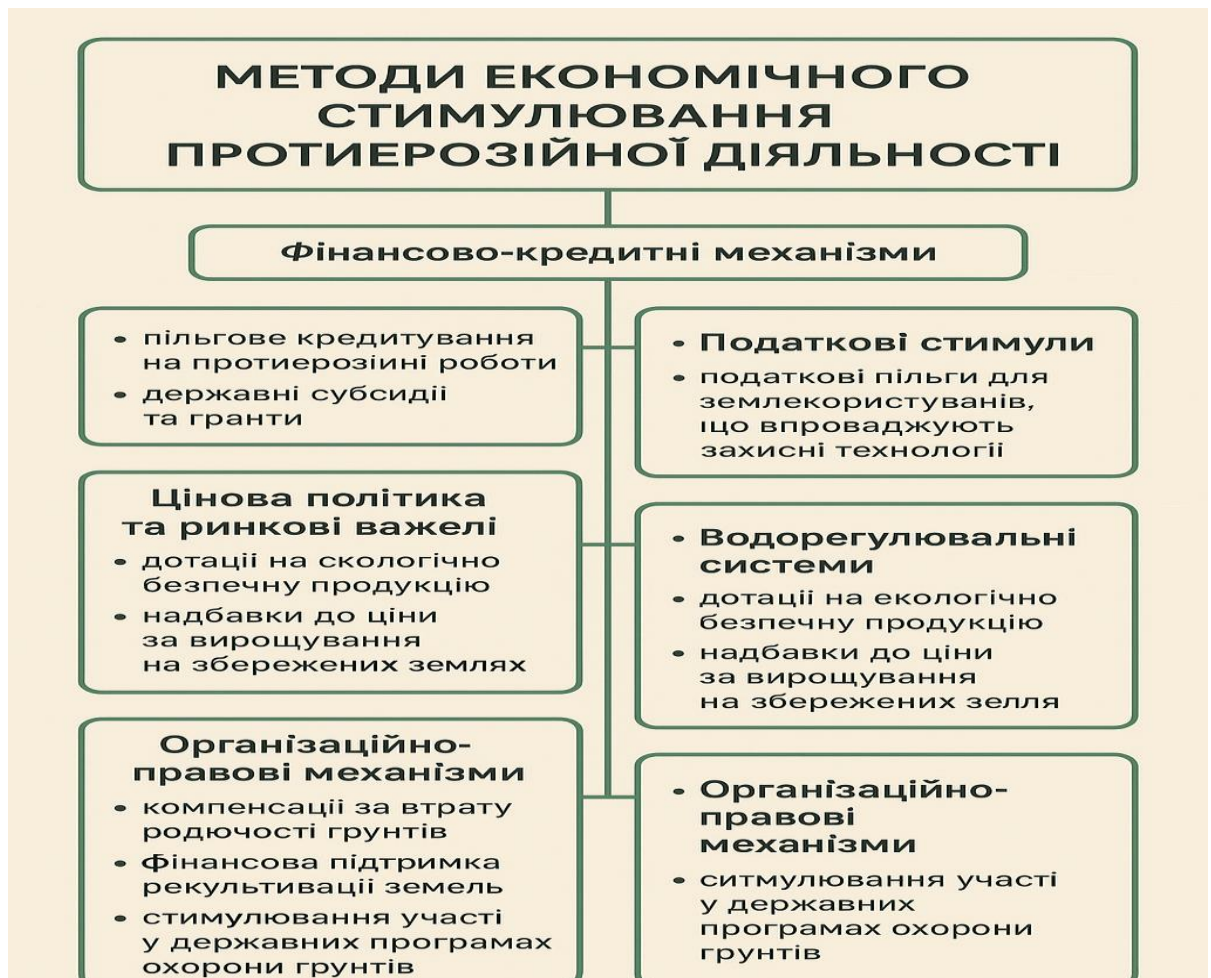 МЕТОДИ ЕКОНОМІЧНОГО
СТИМУЛЮВАННЯ
ПРОТИЕРОЗІЙНОЇ ДІЯЛЬНОСТІ
Фінансово-кредитні механізми
• пільгове кредитування
на протиерозіині роботи
• державні субсидії
та гранти
• Податкові стимули
• податкові пільги для
землекористуванів,
що впроваджують
захисні технології
Цінова політика
та ринкові важелі
• дотації на скологічно
безпечну продукцію
• надбавки до ціни
за вирощування
на збережених землях
• Водорегулювальні
системи
• дотації на екологічно
безпечну продукцію
• надбавки до ціни
за вирощування
на збережених зелля
Організаційно-
правові механізми
• компенсації за втрату
родючості грунтів
• фінансова підтримка
рекультивації земель
• стимулювання участі
у державних програмах
охорони грунтів
• Організаційно-
правові
механізми
• ситмулювання участі
у державних
програмах охорони
грунтів